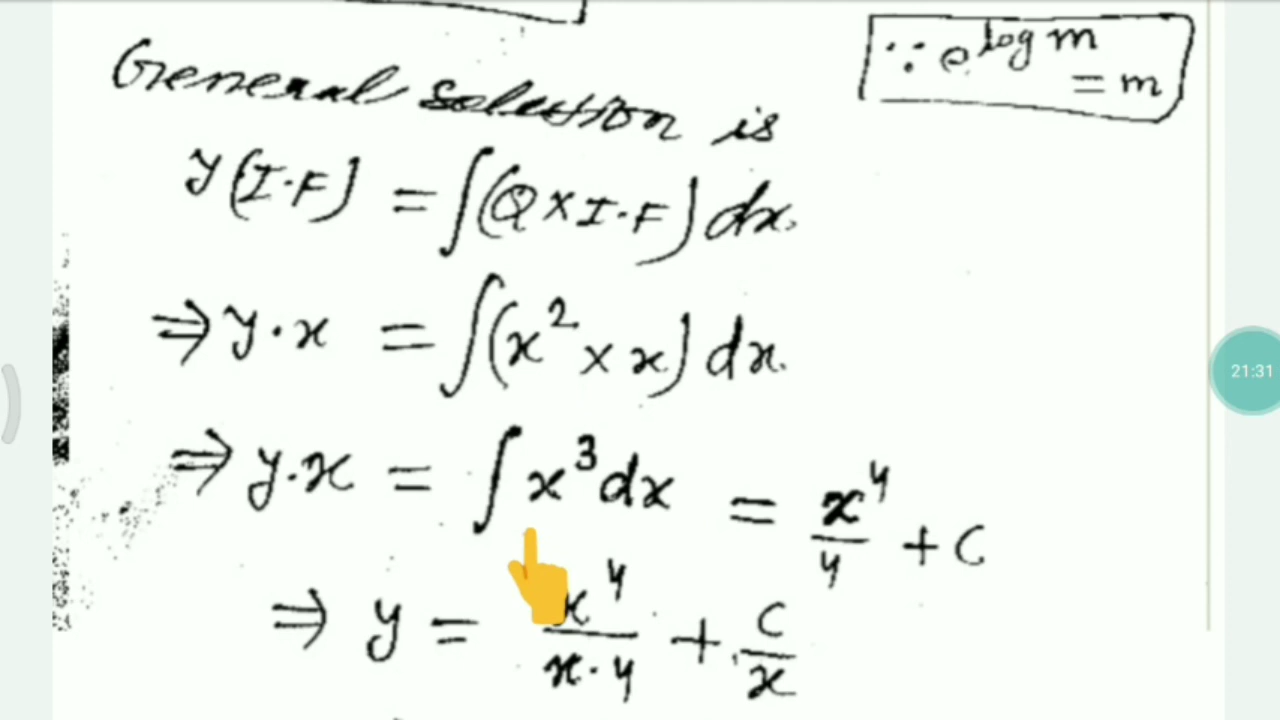 General solution is
∵ e^log m
= m
y(I.F) = ∫(Q×I.F) dx.
⇒ y·x = ∫(x² × x) dx.
⇒ y.x = ∫x³dx = x⁴/4 + C
21:31
⇒ y = x⁴/x·4 + C/x